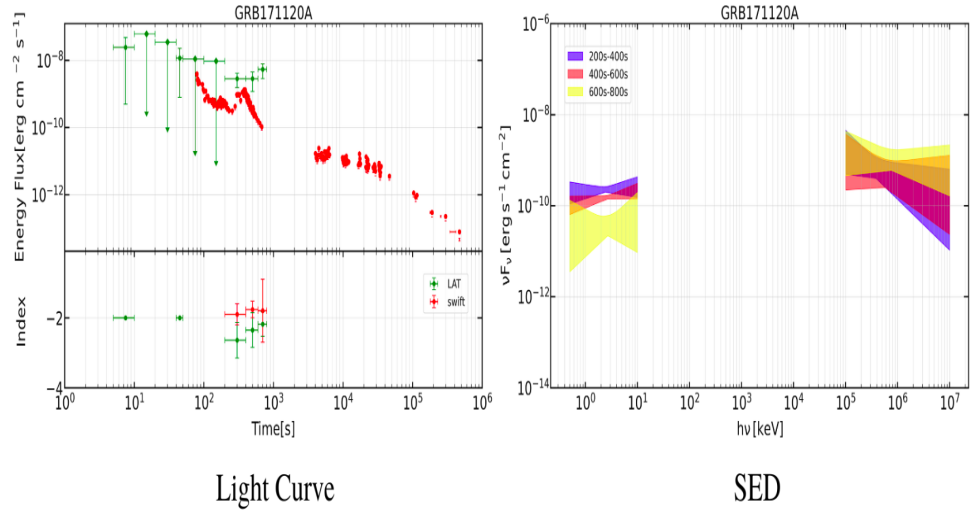 GRB171120A
Energy Flux[erg cm⁻² s⁻¹]
10⁻⁸
10⁻¹⁰
10⁻¹²
Index
−2
−4
LAT
swift
10⁰ 10¹ 10² 10³ 10⁴ 10⁵ 10⁶
Time[s]
Light Curve
GRB171120A
νFᵥ[erg s⁻¹ cm⁻²]
10⁻⁶
10⁻⁸
10⁻¹⁰
10⁻¹²
10⁻¹⁴
200s-400s
400s-600s
600s-800s
10⁰ 10¹ 10² 10³ 10⁴ 10⁵ 10⁶ 10⁷
hν[keV]
SED